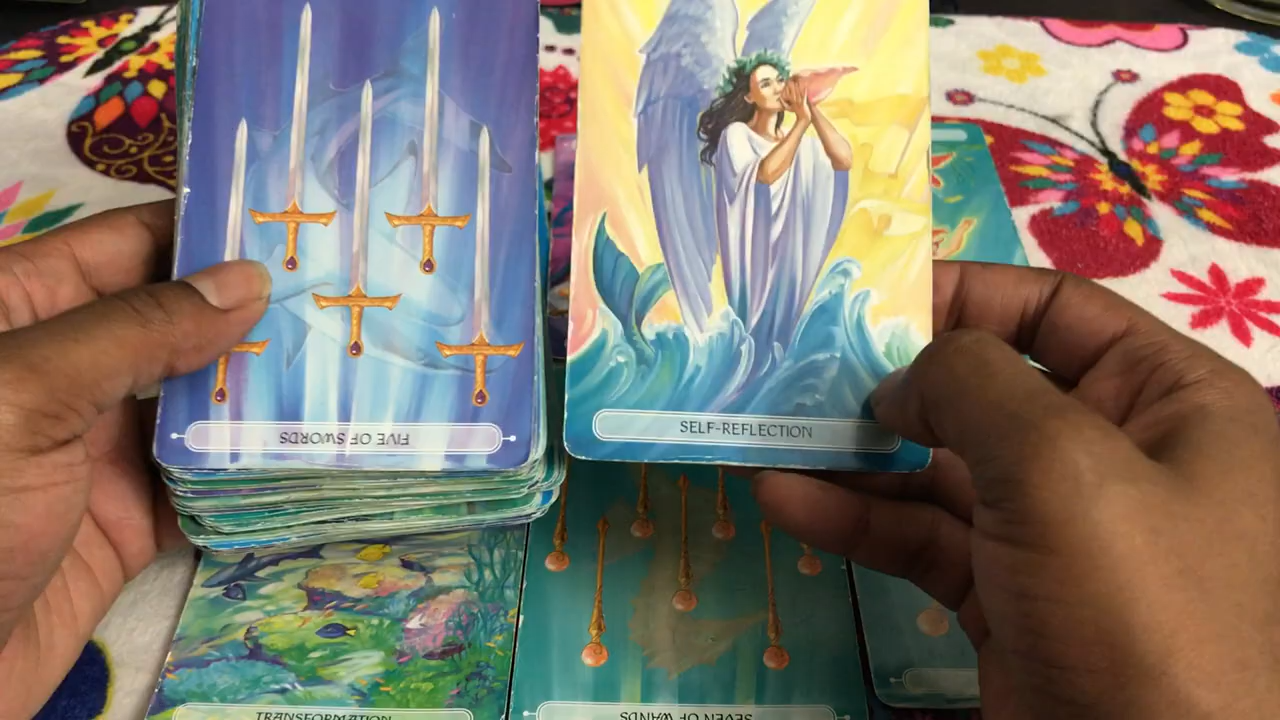 FIVE OF SWORDS
SELF-REFLECTION
TRANSFORMATION
SEVEN OF WANDS